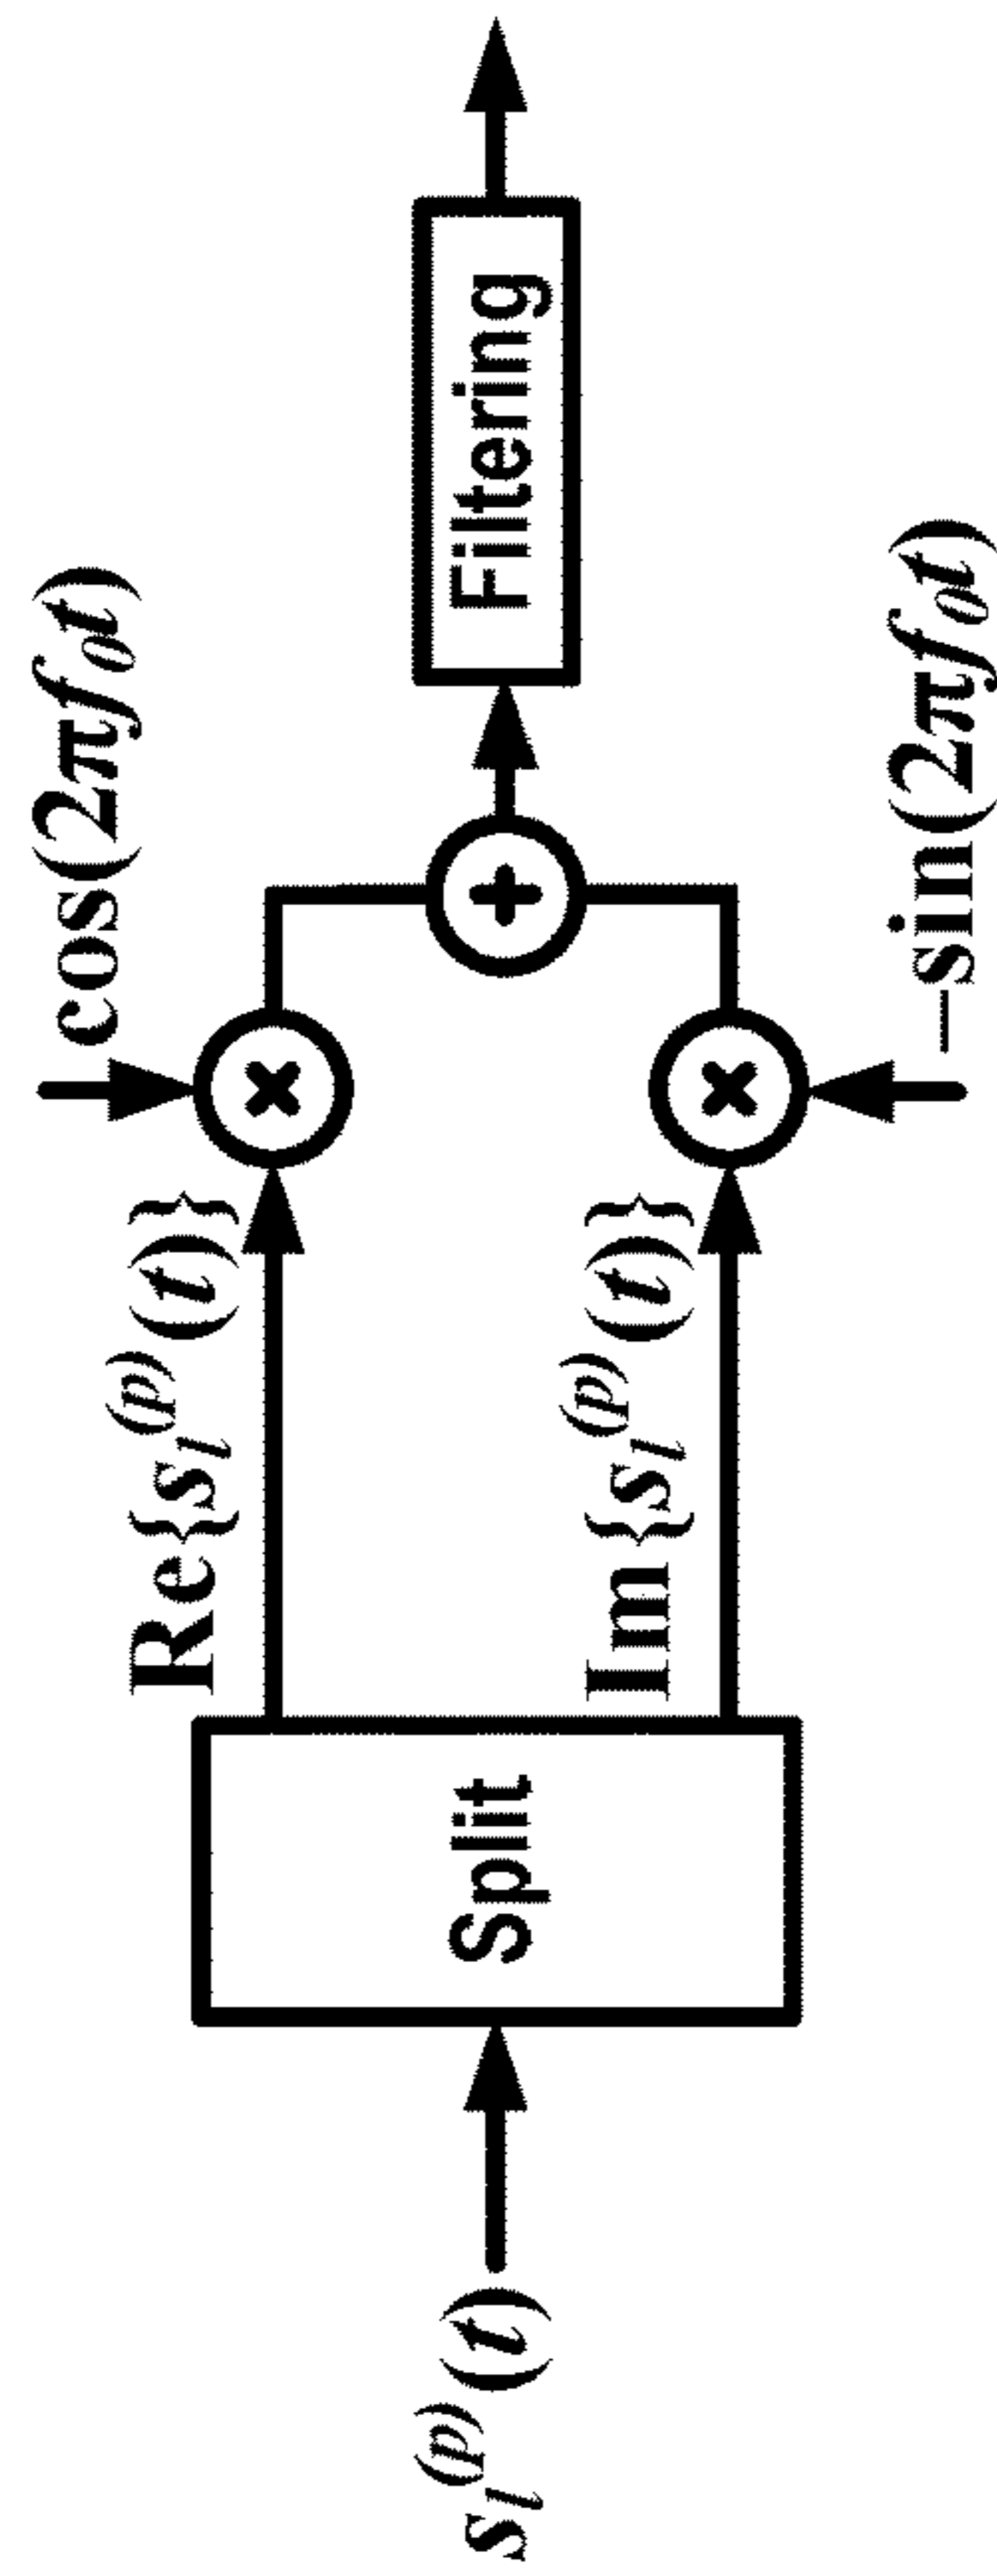 s_l^(p)(t)
Split
Re{s_l^(p)(t)}
Im{s_l^(p)(t)}
cos(2πf_0t)
–sin(2πf_0t)
Filtering